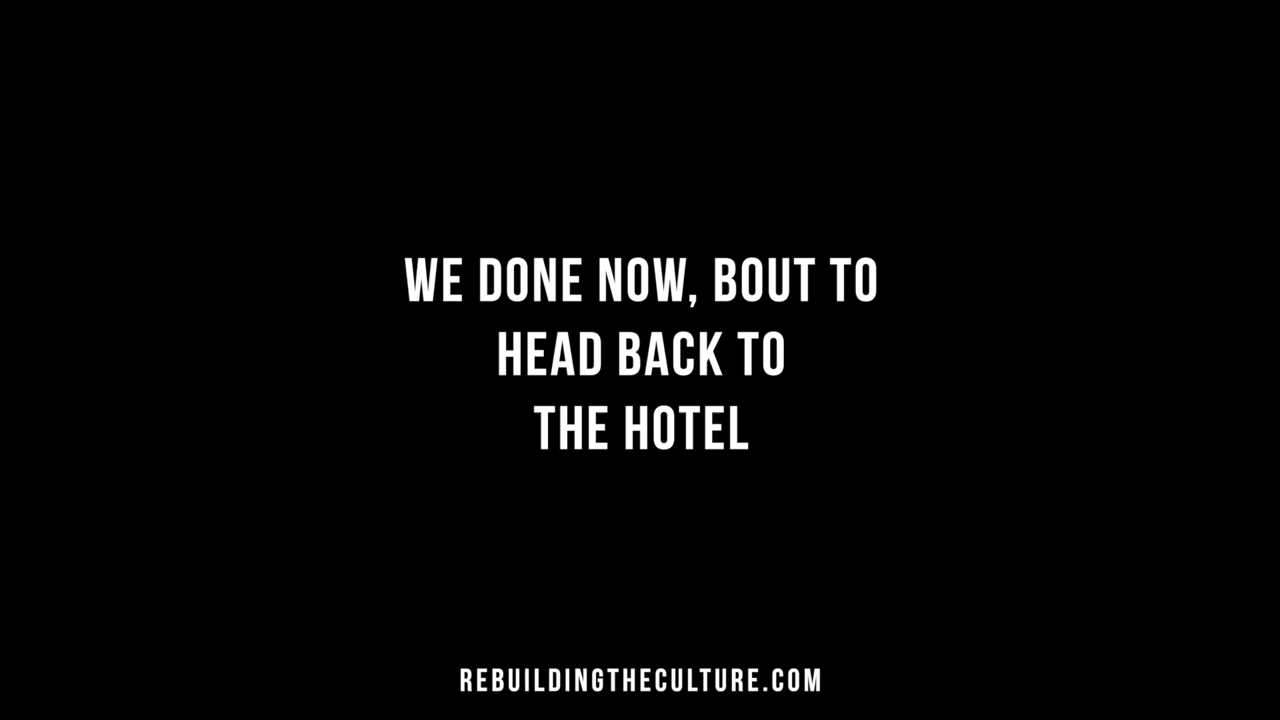 WE DONE NOW, BOUT TO
HEAD BACK TO
THE HOTEL
REBUILDINGTHECULTURE.COM